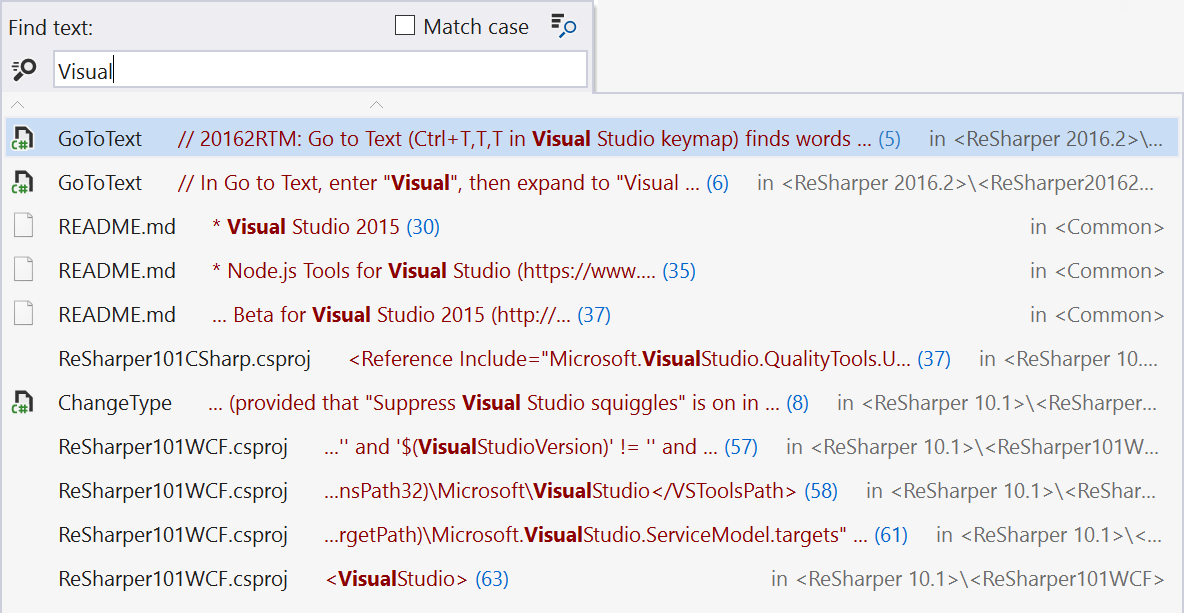 Find text: Match case
Visual
GoToText // 20162RTM: Go to Text (Ctrl+T,T,T in Visual Studio keymap) finds words ... (5) in <ReSharper 2016.2>\...
GoToText // In Go to Text, enter "Visual", then expand to "Visual ... (6) in <ReSharper 2016.2>\<ReSharper20162...
README.md * Visual Studio 2015 (30) in <Common>
README.md * Node.js Tools for Visual Studio (https://www.... (35) in <Common>
README.md ... Beta for Visual Studio 2015 (http://... (37) in <Common>
ReSharper101CSharp.csproj <Reference Include="Microsoft.VisualStudio.QualityTools.U... (37) in <ReSharper 10....
C# ChangeType ... (provided that "Suppress Visual Studio squiggles" is on in ... (8) in <ReSharper 10.1>\<ReSharper...
ReSharper101WCF.csproj ...'' and '$(VisualStudioVersion)' != '' and ... (57) in <ReSharper 10.1>\<ReSharper101W...
ReSharper101WCF.csproj ...nsPath32)\Microsoft\VisualStudio</VSToolsPath> (58) in <ReSharper 10.1>\<ReShar...
ReSharper101WCF.csproj ...rgetPath)\Microsoft.VisualStudio.ServiceModel.targets" ... (61) in <ReSharper 10.1>\<...
ReSharper101WCF.csproj <VisualStudio> (63) in <ReSharper 10.1>\<ReSharper101WCF>